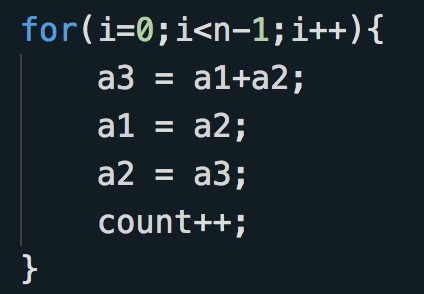 for(i=0;i<n-1;i++){
    a3 = a1+a2;
    a1 = a2;
    a2 = a3;
    count++;
}